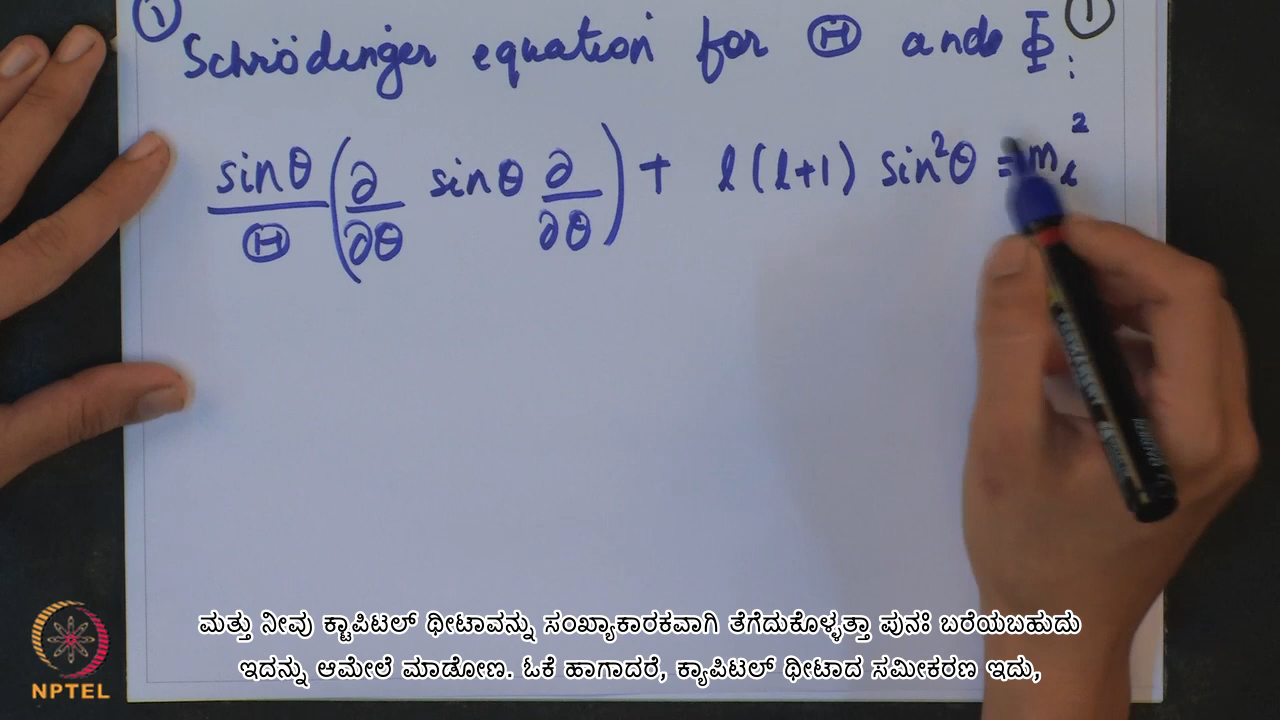 ① Schrödinger equation for Ⓗ and Φ: ①
sinθ/Ⓗ (∂/∂θ sinθ ∂/∂θ) + l(l+1) sin²θ = m_l²
ಮತ್ತು ನೀವು ಕ್ಟಾಪಿಟಲ್ ಥೀಟಾವನ್ನು ಸಂಖ್ಯಾಕಾರಕವಾಗಿ ತೆಗೆದುಕೊಳ್ಳತ್ತಾ ಪುನಃ ಬರೆಯಬಹುದು
ಇದನ್ನು ಆಮೇಲೆ ಮಾಡೋಣ. ಓಕೆ ಹಾಗಾದರೆ, ಕ್ಯಾಪಿಟಲ್ ಥೀಟಾದ ಸಮೀಕರಣ ಇದು,
NPTEL